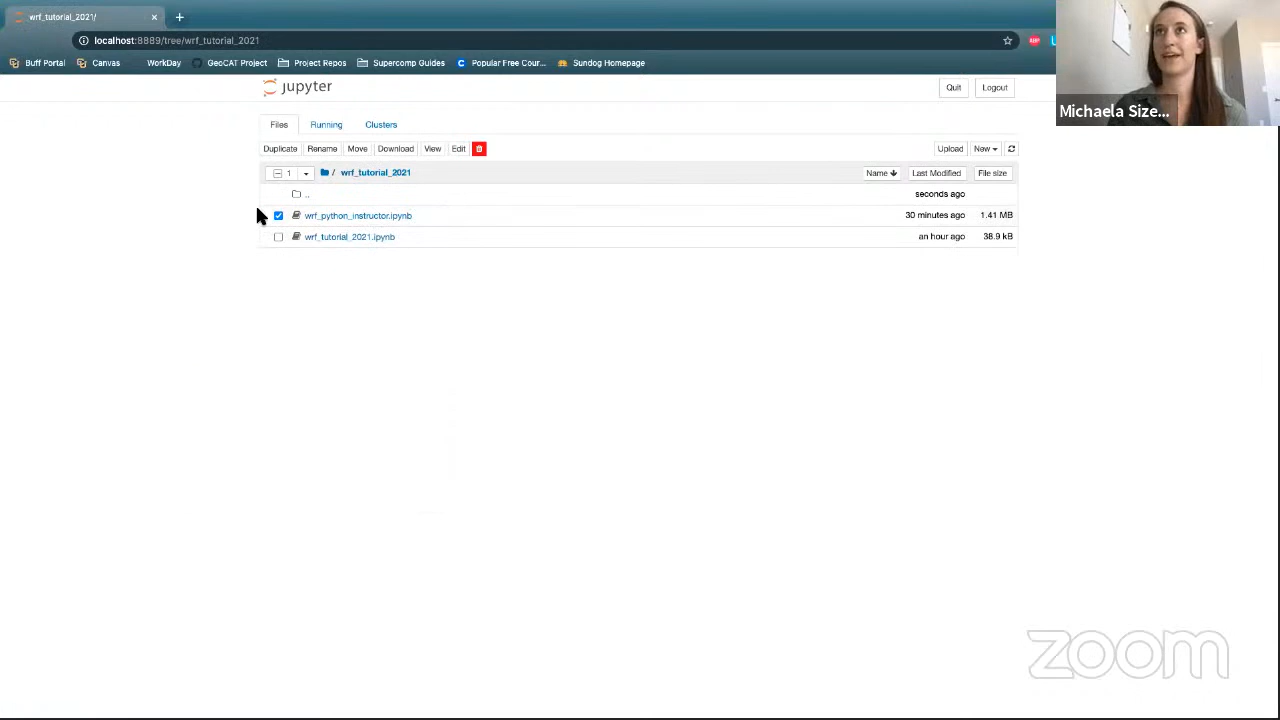 wrf_tutorial_2021/
localhost:8889/tree/wrf_tutorial_2021
Buff Portal Canvas WorkDay GeoCAT Project Project Repos Supercomp Guides Popular Free Cour... Sundog Homepage
jupyter Quit Logout
Files Running Clusters
Duplicate Rename Move Download View Edit Upload New
1 / wrf_tutorial_2021 Name Last Modified File size
.. seconds ago
wrf_python_instructor.ipynb 30 minutes ago 1.41 MB
wrf_tutorial_2021.ipynb an hour ago 38.9 kB
Michaela Size...
zoom